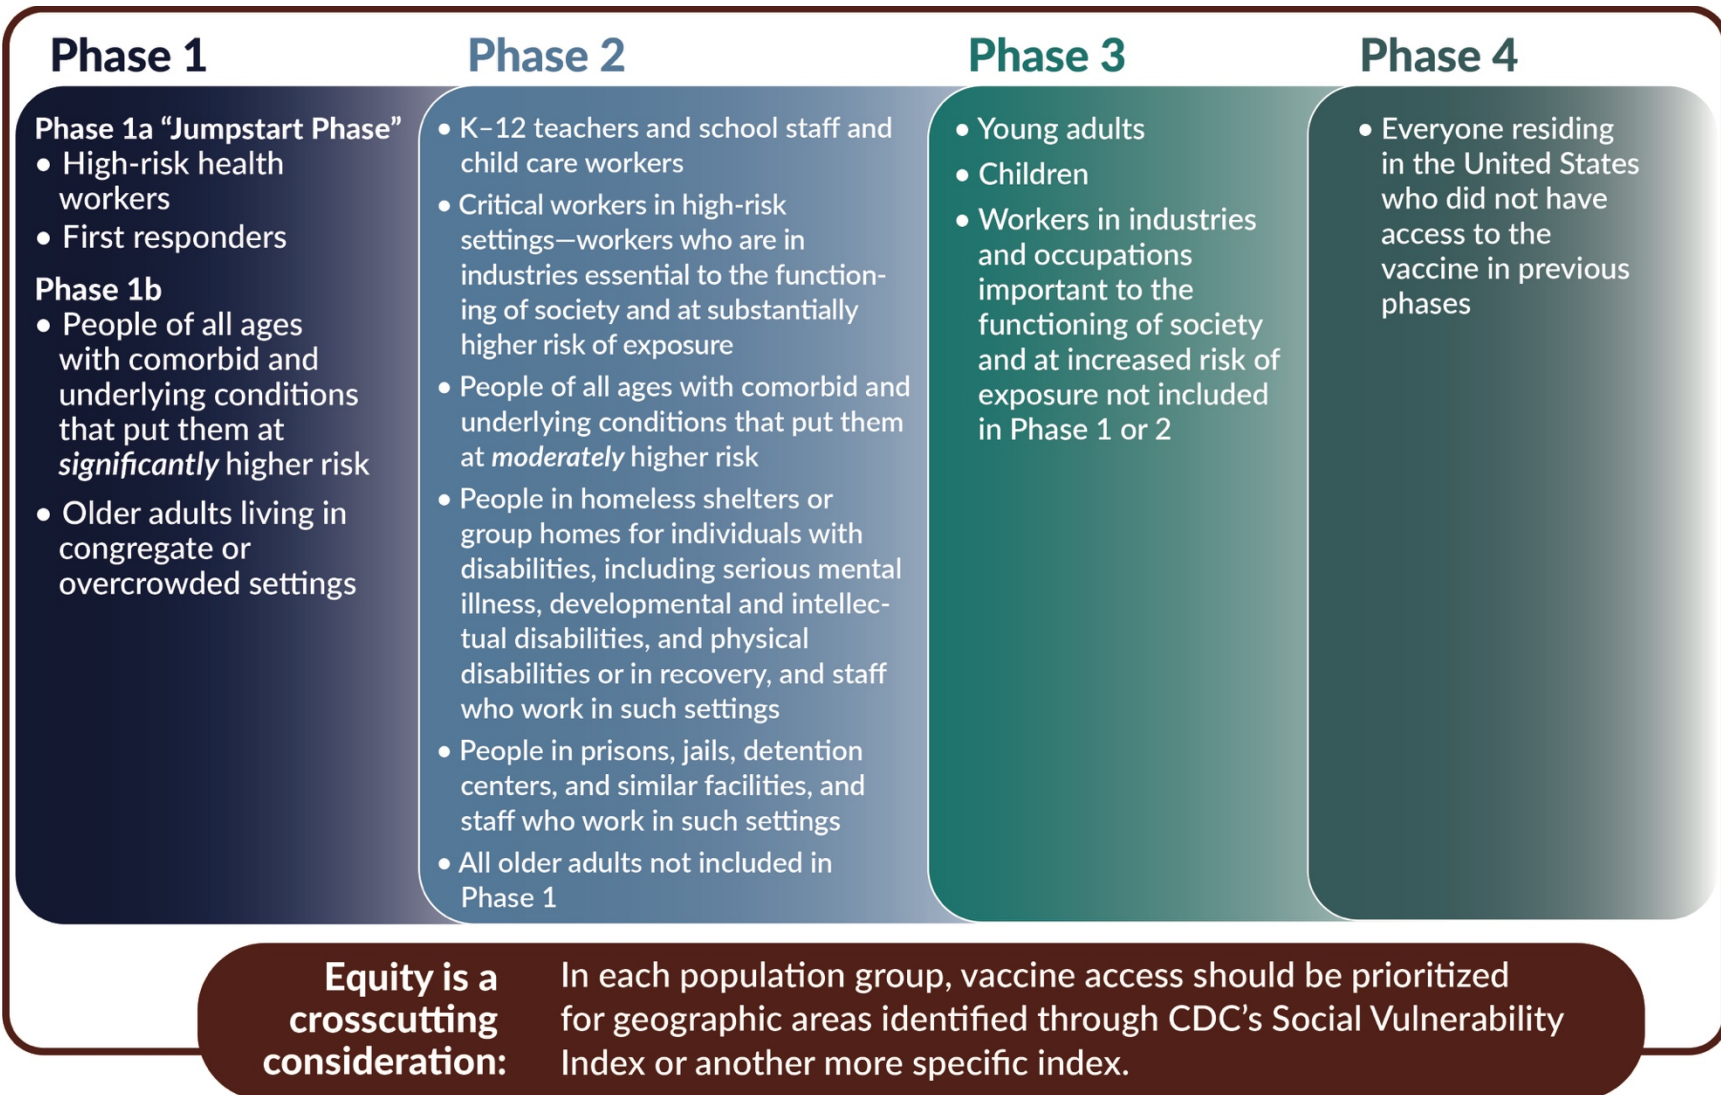 Phase 1
Phase 1a “Jumpstart Phase”
• High-risk health
workers
• First responders
Phase 1b
• People of all ages
with comorbid and
underlying conditions
that put them at
significantly higher risk
• Older adults living in
congregate or
overcrowded settings
Phase 2
• K–12 teachers and school staff and
child care workers
• Critical workers in high-risk
settings—workers who are in
industries essential to the function-
ing of society and at substantially
higher risk of exposure
• People of all ages with comorbid and
underlying conditions that put them
at moderately higher risk
• People in homeless shelters or
group homes for individuals with
disabilities, including serious mental
illness, developmental and intellec-
tual disabilities, and physical
disabilities or in recovery, and staff
who work in such settings
• People in prisons, jails, detention
centers, and similar facilities, and
staff who work in such settings
• All older adults not included in
Phase 1
Phase 3
• Young adults
• Children
• Workers in industries
and occupations
important to the
functioning of society
and at increased risk of
exposure not included
in Phase 1 or 2
Phase 4
• Everyone residing
in the United States
who did not have
access to the
vaccine in previous
phases
Equity is a
crosscutting
consideration:
In each population group, vaccine access should be prioritized
for geographic areas identified through CDC’s Social Vulnerability
Index or another more specific index.